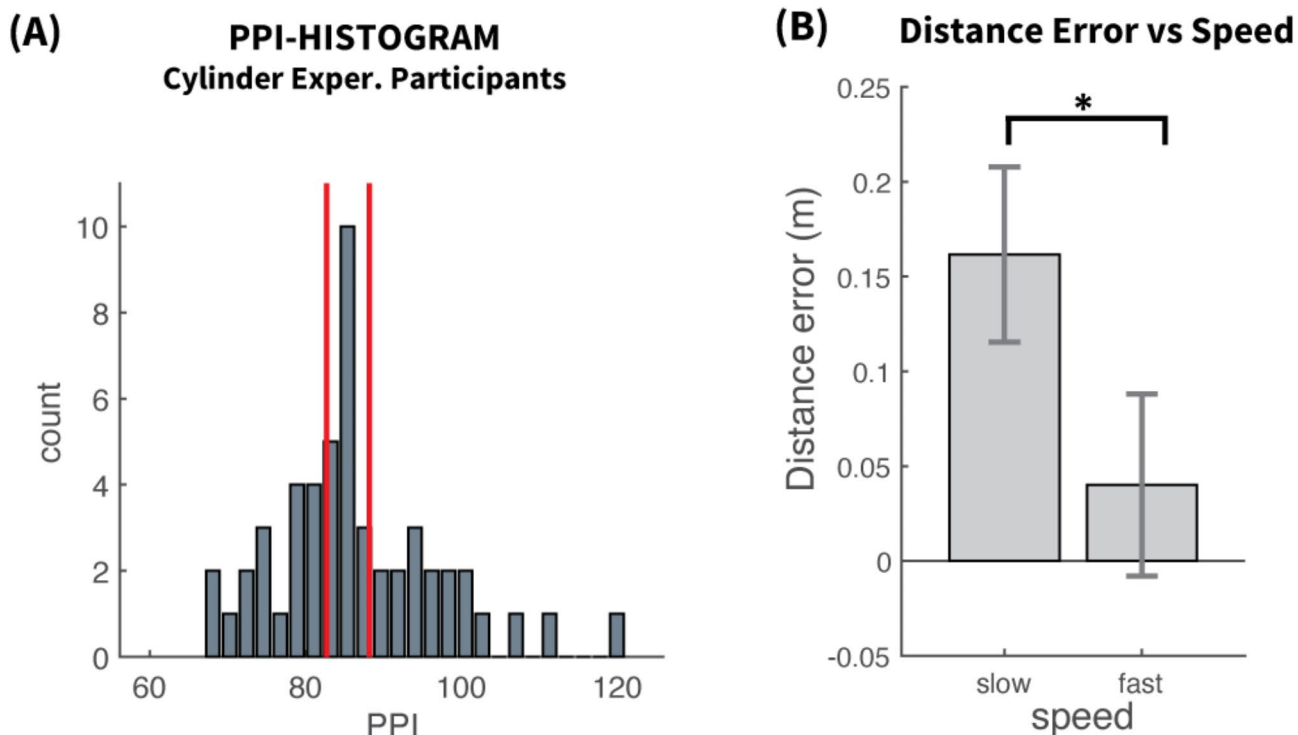 (A)
PPI-HISTOGRAM
Cylinder Exper. Participants
count
10
8
6
4
2
0
60
80
100
120
PPI
(B)
Distance Error vs Speed
*
Distance error (m)
0.25
0.2
0.15
0.1
0.05
0
-0.05
slow
fast
speed